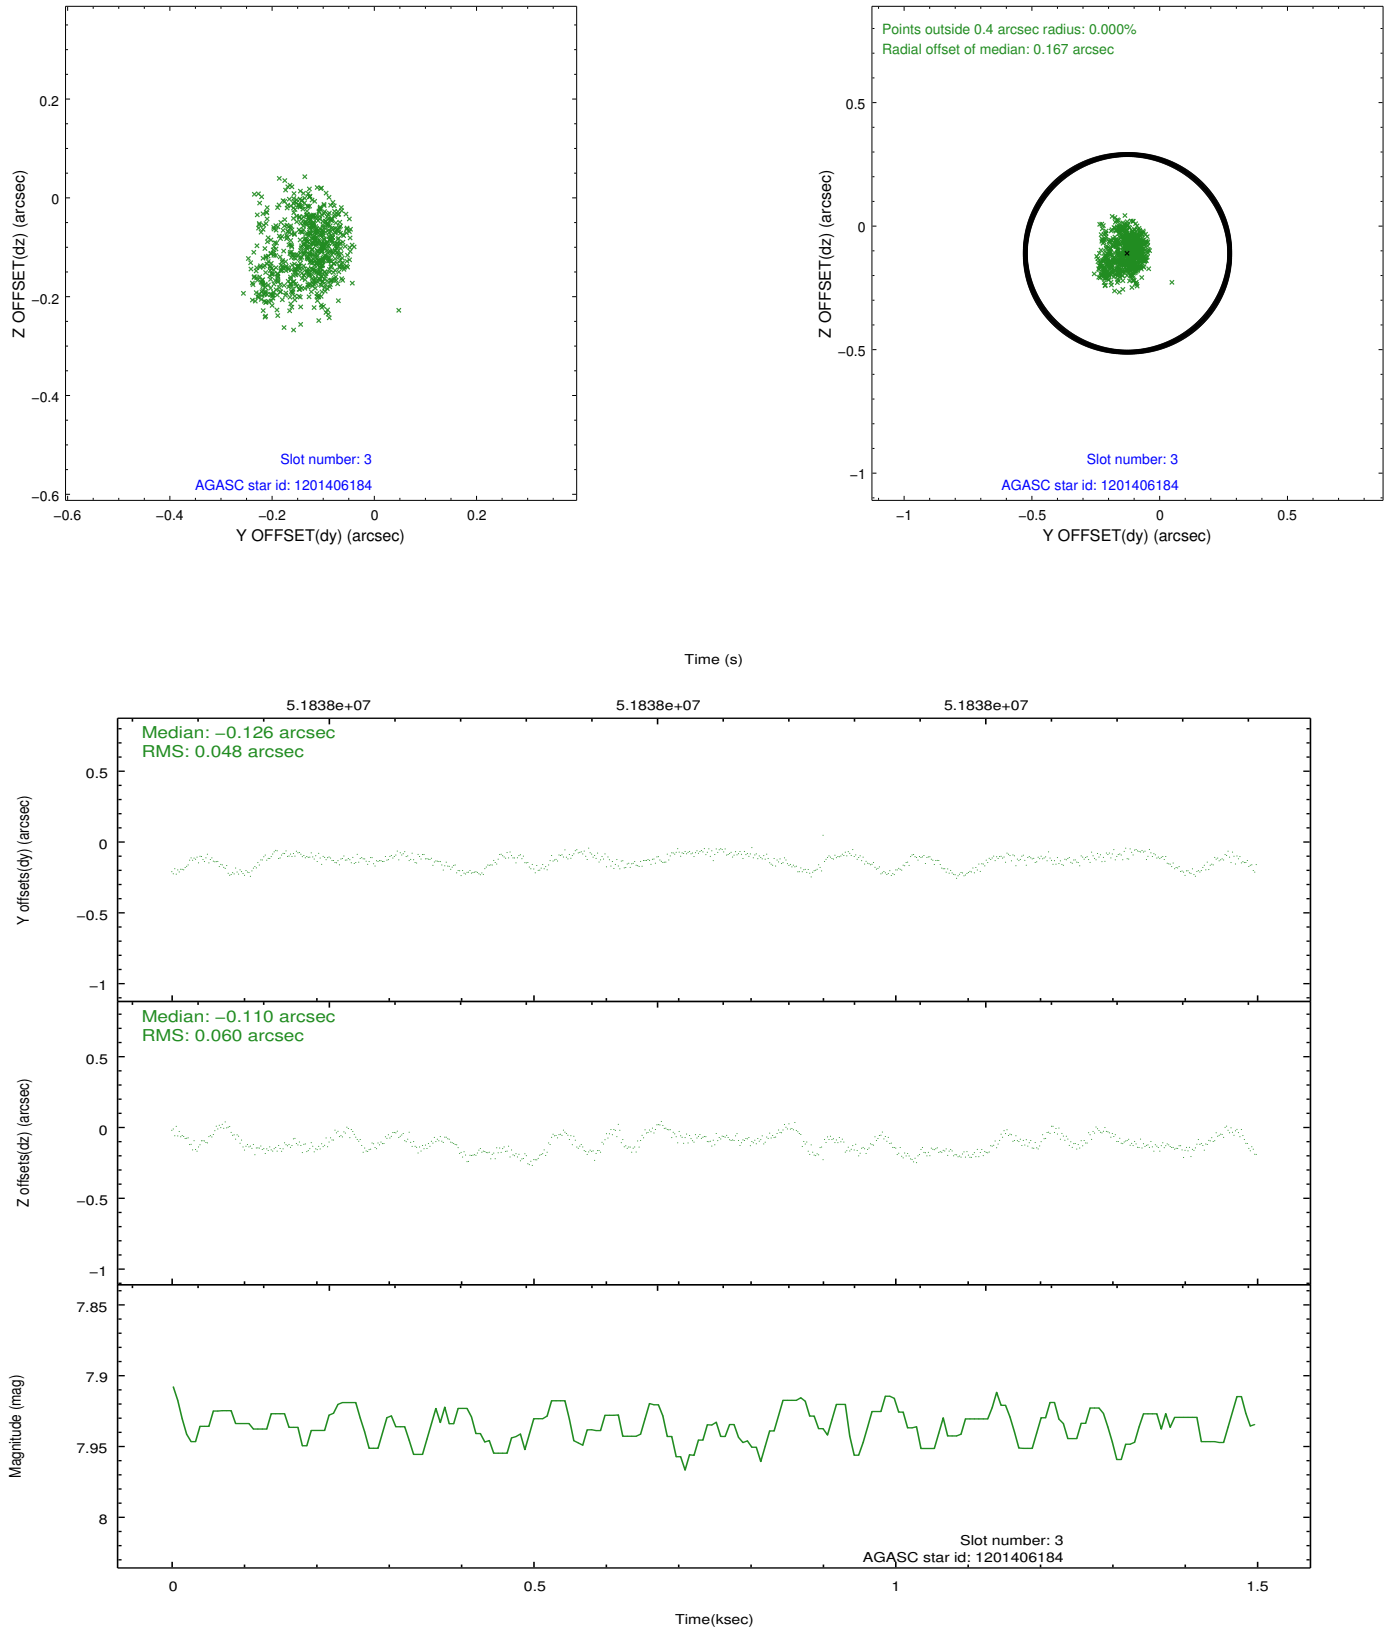 0.2
0
−0.2
−0.4
−0.6
Z OFFSET(dz) (arcsec)
Slot number: 3
AGASC star id: 1201406184
−0.6
−0.4
−0.2
0
0.2
Y OFFSET(dy) (arcsec)
Points outside 0.4 arcsec radius: 0.000%
Radial offset of median: 0.167 arcsec
0.5
0
−0.5
−1
Z OFFSET(dz) (arcsec)
Slot number: 3
AGASC star id: 1201406184
−1
−0.5
0
0.5
Y OFFSET(dy) (arcsec)
Time (s)
5.1838e+07
5.1838e+07
5.1838e+07
Median: −0.126 arcsec
RMS: 0.048 arcsec
0.5
0
−0.5
−1
Y offsets(dy) (arcsec)
Median: −0.110 arcsec
RMS: 0.060 arcsec
0.5
0
−0.5
−1
Z offsets(dz) (arcsec)
7.85
7.9
7.95
8
Magnitude (mag)
Slot number: 3
AGASC star id: 1201406184
0
0.5
1
1.5
Time(ksec)